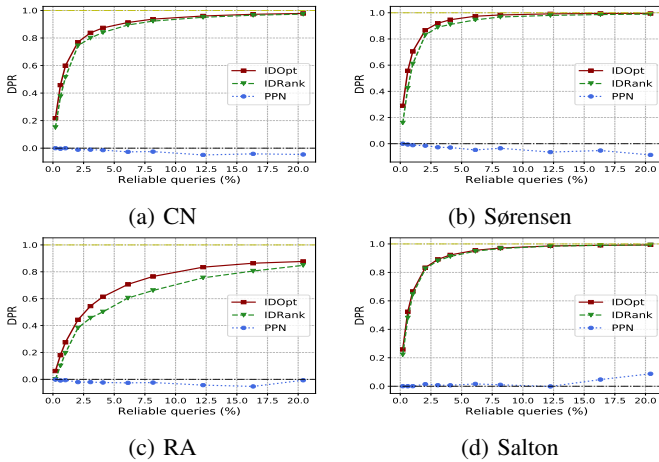 1.0
0.8
0.6
0.4
0.2
0.0
DPR
IDOpt
IDRank
PPN
0.0 2.5 5.0 7.5 10.0 12.5 15.0 17.5 20.0
Reliable queries (%)
(a) CN
1.0
0.8
0.6
0.4
0.2
0.0
DPR
IDOpt
IDRank
PPN
0.0 2.5 5.0 7.5 10.0 12.5 15.0 17.5 20.0
Reliable queries (%)
(b) Sørensen
1.0
0.8
0.6
0.4
0.2
0.0
DPR
IDOpt
IDRank
PPN
0.0 2.5 5.0 7.5 10.0 12.5 15.0 17.5 20.0
Reliable queries (%)
(c) RA
1.0
0.8
0.6
0.4
0.2
0.0
DPR
IDOpt
IDRank
PPN
0.0 2.5 5.0 7.5 10.0 12.5 15.0 17.5 20.0
Reliable queries (%)
(d) Salton